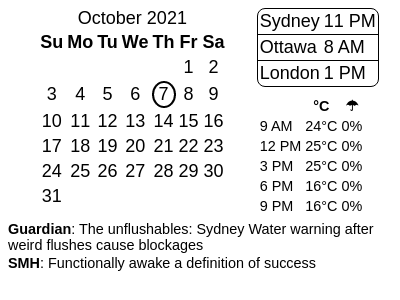 October 2021
Su Mo Tu We Th Fr Sa
1 2
3 4 5 6 7 8 9
10 11 12 13 14 15 16
17 18 19 20 21 22 23
24 25 26 27 28 29 30
31
Sydney 11 PM
Ottawa 8 AM
London 1 PM
°C ☂
9 AM 24°C 0%
12 PM 25°C 0%
3 PM 25°C 0%
6 PM 16°C 0%
9 PM 16°C 0%
Guardian: The unflushables: Sydney Water warning after
weird flushes cause blockages
SMH: Functionally awake a definition of success